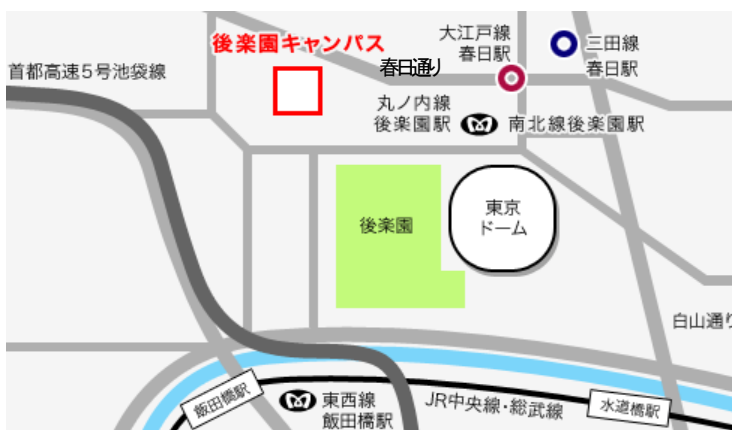 大江戸線
春日駅
後楽園キャンパス
三田線
春日駅
春日通り
首都高速5号池袋線
丸ノ内線
後楽園駅
南北線後楽園駅
後楽園
東京
ドーム
白山通り
飯田橋駅
東西線
飯田橋駅
JR中央線・総武線
水道橋駅